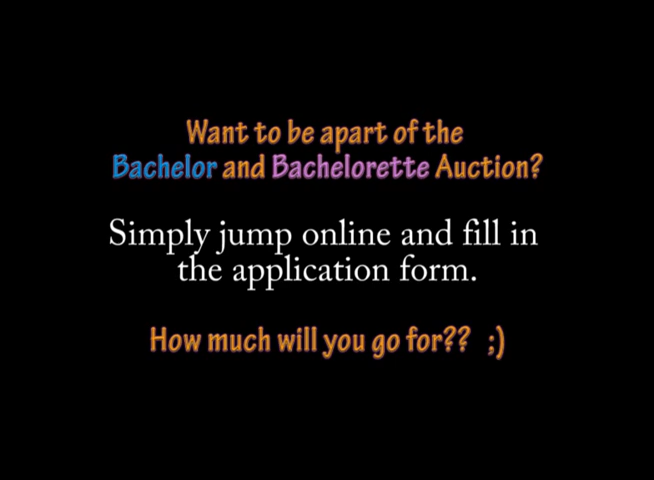 Want to be apart of the
Bachelor and Bachelorette Auction?
Simply jump online and fill in
the application form.
How much will you go for?? ;)